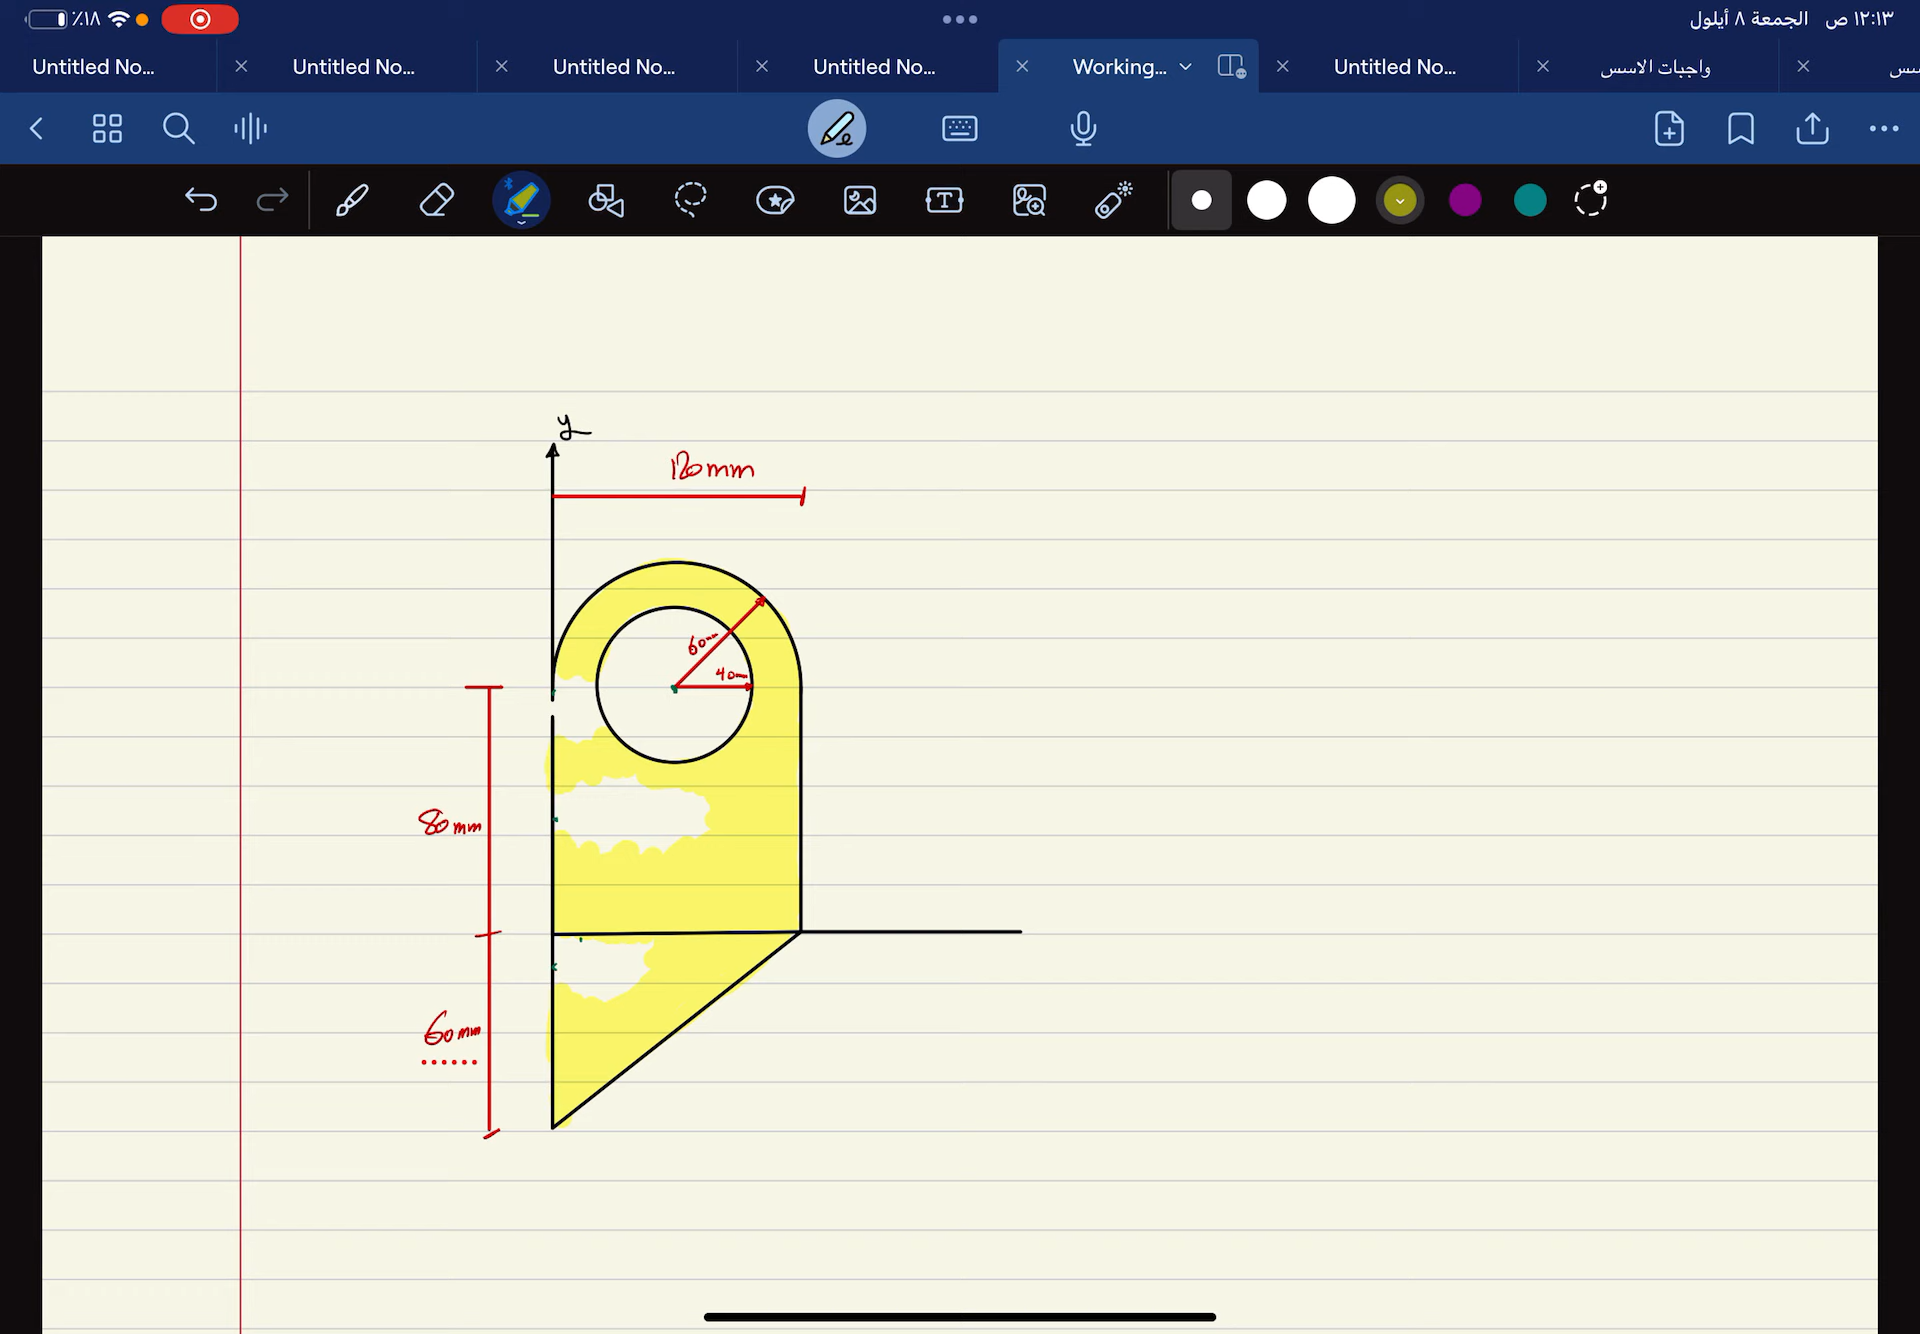 ٪١٨
١٢:١٣ ص الجمعة ٨ أيلول
Untitled No...
Untitled No...
Untitled No...
Untitled No...
Working...
Untitled No...
واجبات الاسس
سس
y
120mm
60mm
40mm
80mm
60mm